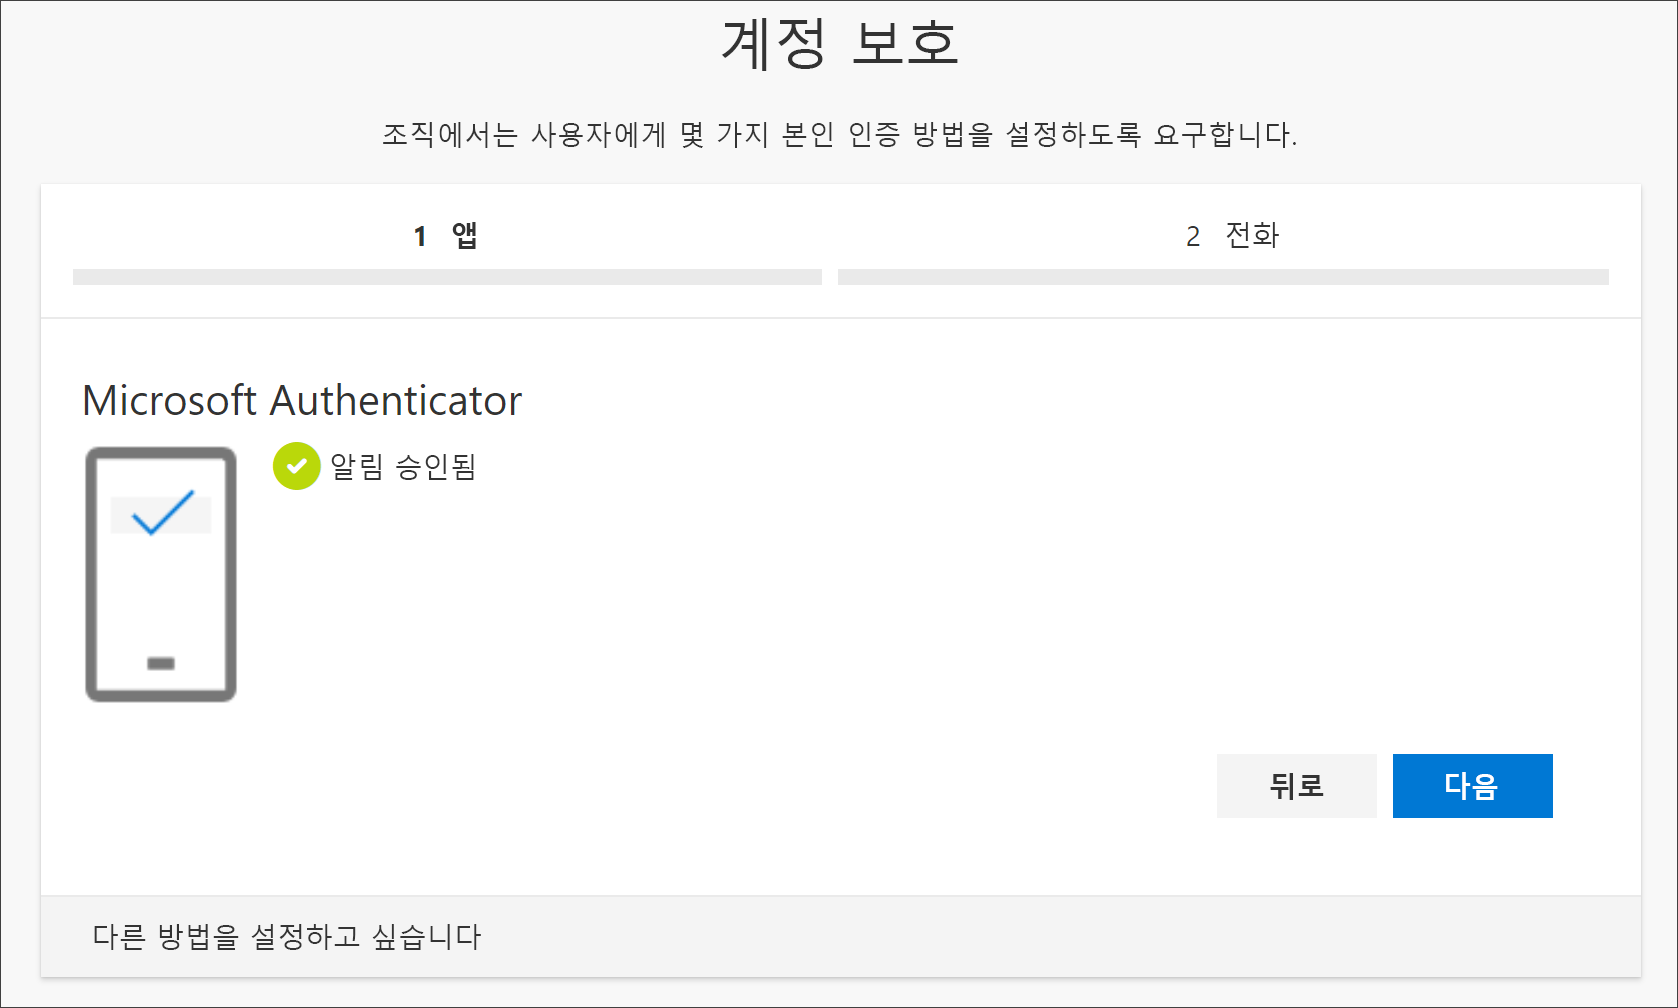 계정 보호
조직에서는 사용자에게 몇 가지 본인 인증 방법을 설정하도록 요구합니다.
1 앱
2 전화
Microsoft Authenticator
알림 승인됨
뒤로
다음
다른 방법을 설정하고 싶습니다